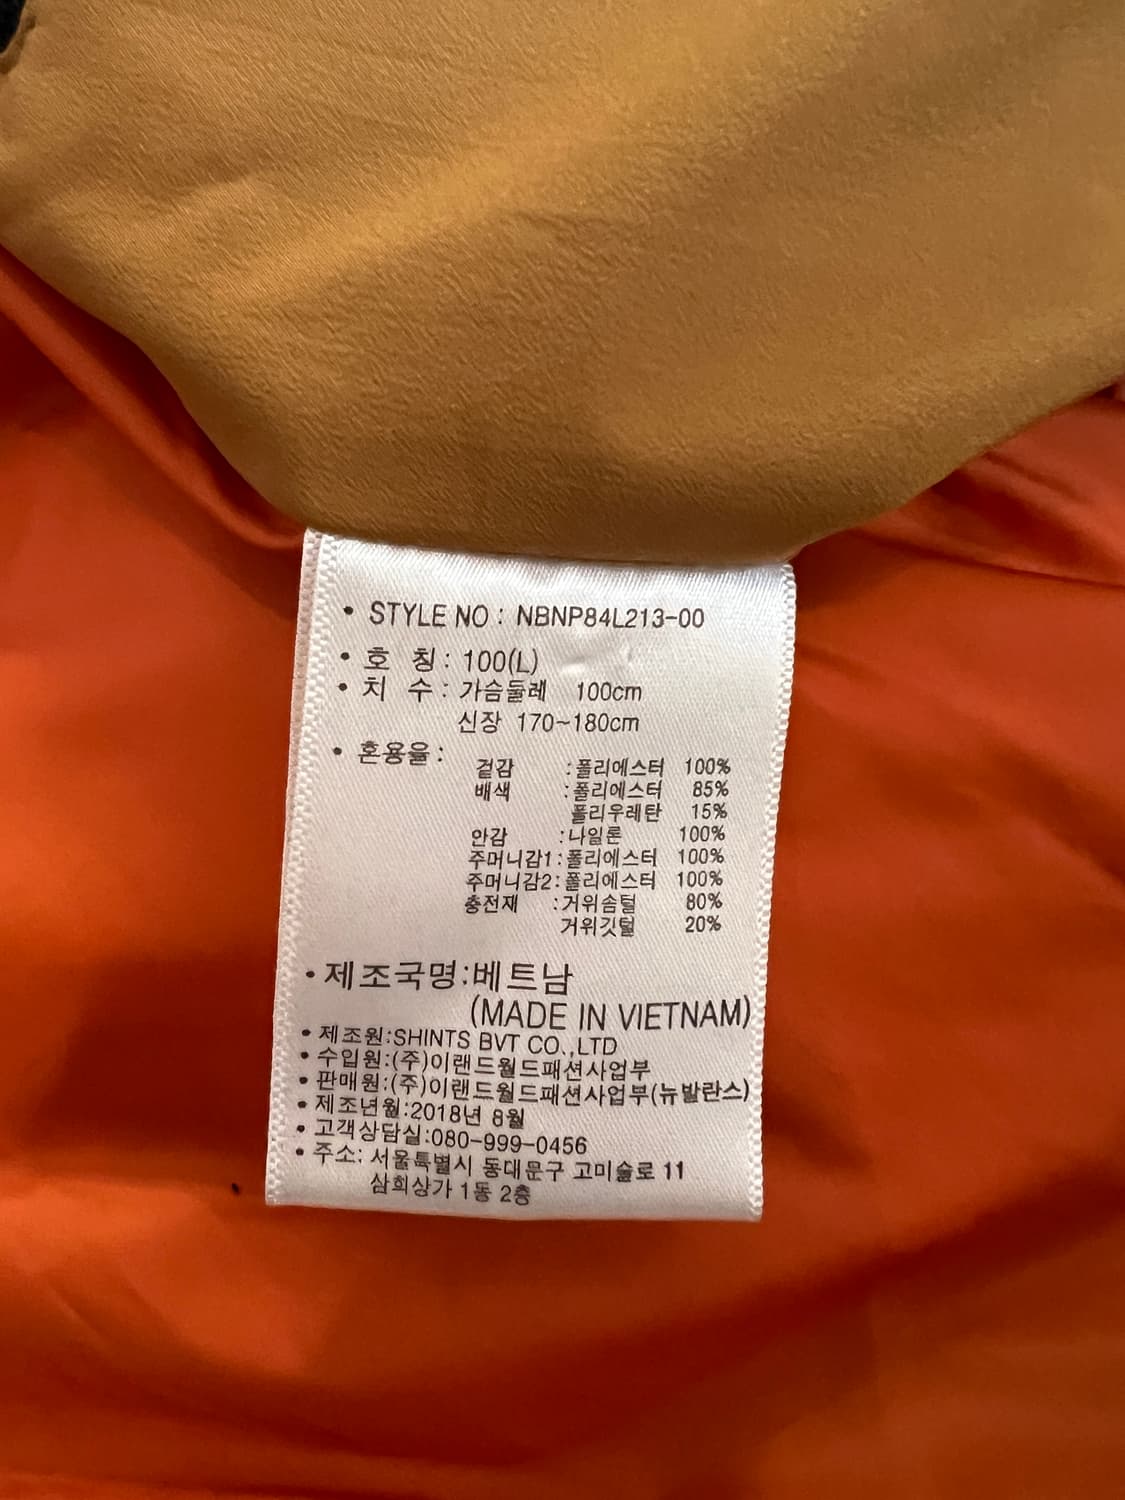 • STYLE NO : NBNP84L213-00
• 호 칭 : 100(L)
• 치 수 : 가슴둘레 100cm
신장 170~180cm
• 혼용율 :
겉감 :폴리에스터 100%
배색 :폴리에스터 85%
폴리우레탄 15%
안감 :나일론 100%
주머니감1:폴리에스터 100%
주머니감2:폴리에스터 100%
충전재 :거위솜털 80%
거위깃털 20%
• 제조국명:베트남
(MADE IN VIETNAM)
• 제조원:SHINTS BVT CO.,LTD
• 수입원:(주)이랜드월드패션사업부
• 판매원:(주)이랜드월드패션사업부(뉴발란스)
• 제조년월:2018년 8월
• 고객상담실:080-999-0456
• 주소: 서울특별시 동대문구 고미술로 11
삼희상가 1동 2층